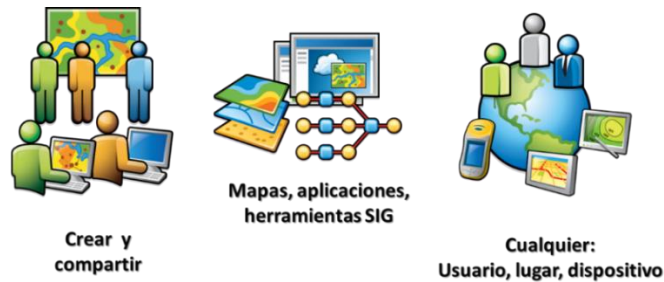 Crear y
compartir
Mapas, aplicaciones,
herramientas SIG
Cualquier:
Usuario, lugar, dispositivo